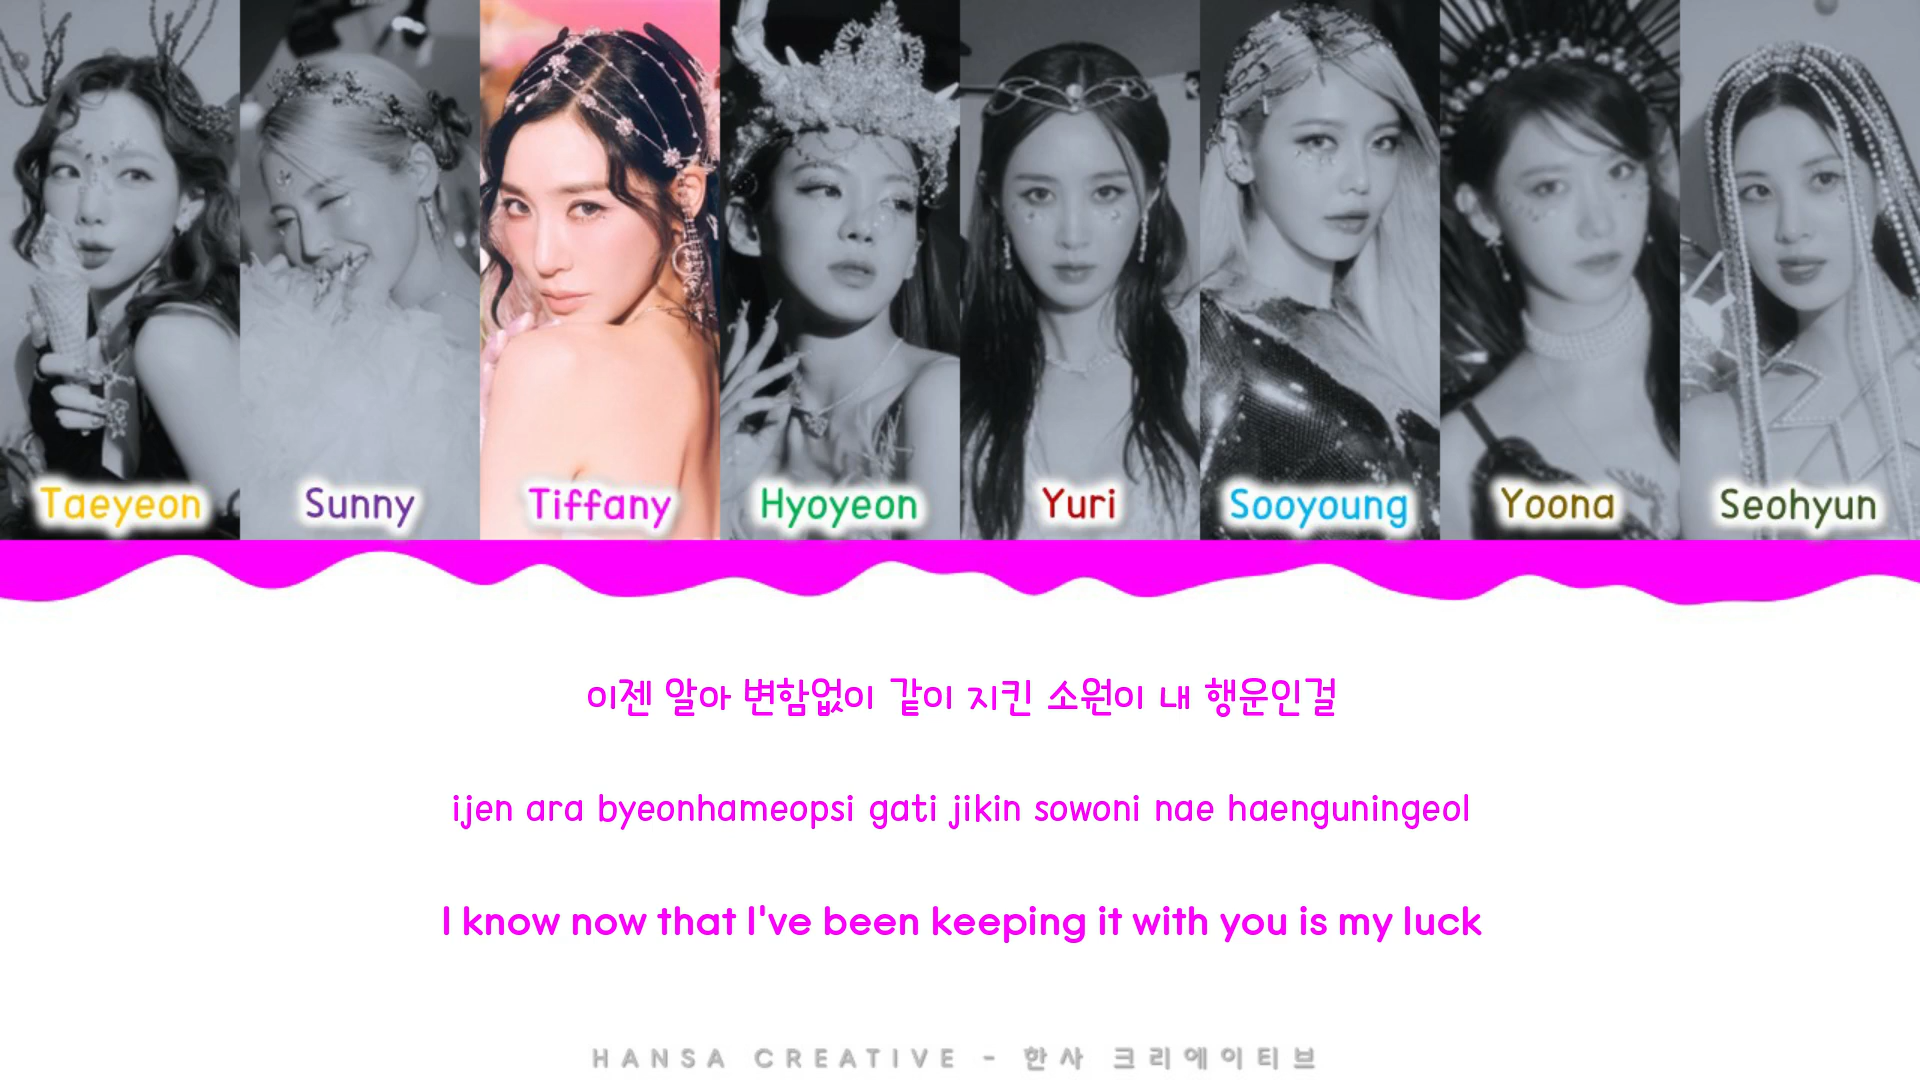 Taeyeon Sunny Tiffany Hyoyeon Yuri Sooyoung Yoona Seohyun
이젠 알아 변함없이 같이 지킨 소원이 내 행운인걸
ijen ara byeonhameopsi gati jikin sowoni nae haenguningeol
I know now that I've been keeping it with you is my luck
HANSA CREATIVE - 한사 크리에이티브